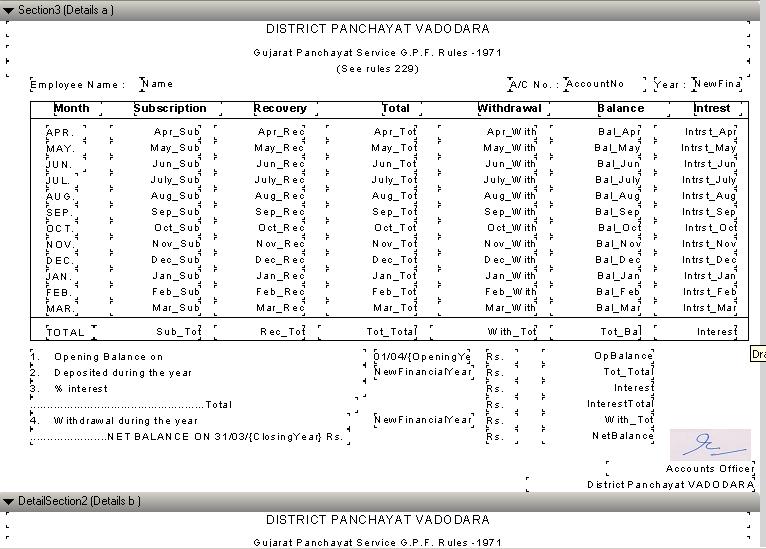 Section3 (Details a )
DISTRICT PANCHAYAT VADODARA
Gujarat Panchayat Service G.P.F. Rules -1971
(See rules 229)
Employee Name : Name A/C No. : AccountNo Year : NewFina
Month Subscription Recovery Total Withdrawal Balance Intrest
APR. Apr_Sub Apr_Rec Apr_Tot Apr_With Bal_Apr Intrst_Apr
MAY. May_Sub May_Rec May_Tot May_With Bal_May Intrst_May
JUN. Jun_Sub Jun_Rec Jun_Tot Jun_With Bal_Jun Intrst_Jun
JUL. July_Sub July_Rec July_Tot July_With Bal_July Intrst_July
AUG. Aug_Sub Aug_Rec Aug_Tot Aug_With Bal_Aug Intrst_Aug
SEP. Sep_Sub Sep_Rec Sep_Tot Sep_With Bal_Sep Intrst_Sep
OCT. Oct_Sub Oct_Rec Oct_Tot Oct_With Bal_Oct Intrst_Oct
NOV. Nov_Sub Nov_Rec Nov_Tot Nov_With Bal_Nov Intrst_Nov
DEC. Dec_Sub Dec_Rec Dec_Tot Dec_With Bal_Dec Intrst_Dec
JAN. Jan_Sub Jan_Rec Jan_Tot Jan_With Bal_Jan Intrst_Jan
FEB. Feb_Sub Feb_Rec Feb_Tot Feb_With Bal_Feb Intrst_Feb
MAR. Mar_Sub Mar_Rec Mar_Tot Mar_With Bal_Mar Intrst_Mar
TOTAL Sub_Tot Rec_Tot Tot_Total With_Tot Tot_Bal Interest
1. Opening Balance on 01/04/{OpeningYe Rs. OpBalance
2. Deposited during the year NewFinancialYear Rs. Tot_Total
3. % interest Rs. Interest
....................................................Total Rs. InterestTotal
4. Withdrawal during the year NewFinancialYear Rs. With_Tot
.......................NET BALANCE ON 31/03/{ClosingYear} Rs. Rs. NetBalance
Accounts Officer
District Panchayat VADODARA
Dra
DetailSection2 (Details b )
DISTRICT PANCHAYAT VADODARA
Gujarat Panchayat Service G.P.F. Rules -1971